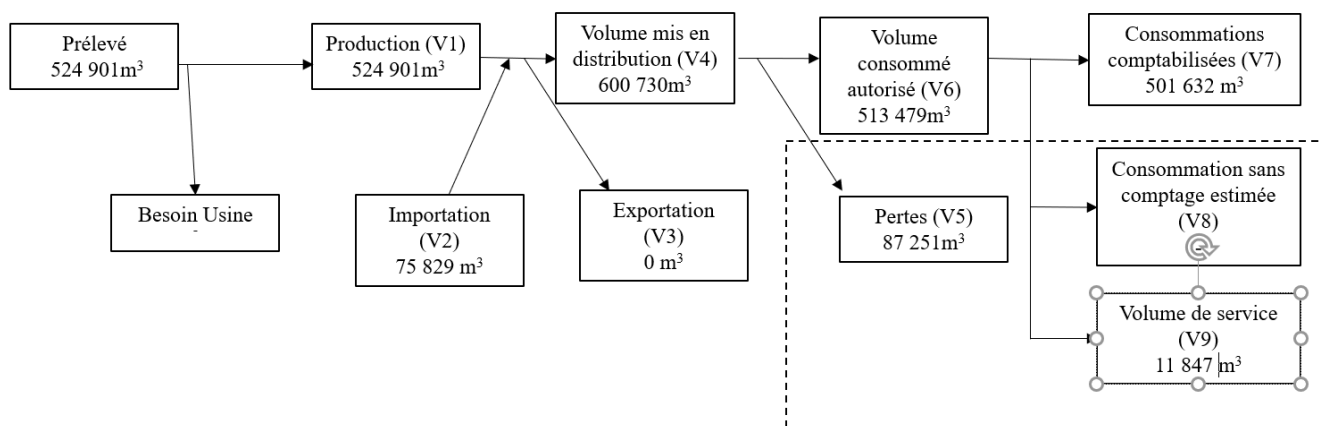 Prélevé
524 901m³
Production (V1)
524 901m³
Volume mis en
distribution (V4)
600 730m³
Volume
consommé
autorisé (V6)
513 479m³
Consommations
comptabilisées (V7)
501 632 m³
Besoin Usine
-
Importation
(V2)
75 829 m³
Exportation
(V3)
0 m³
Pertes (V5)
87 251m³
Consommation sans
comptage estimée
(V8)
Volume de service
(V9)
11 847 m³